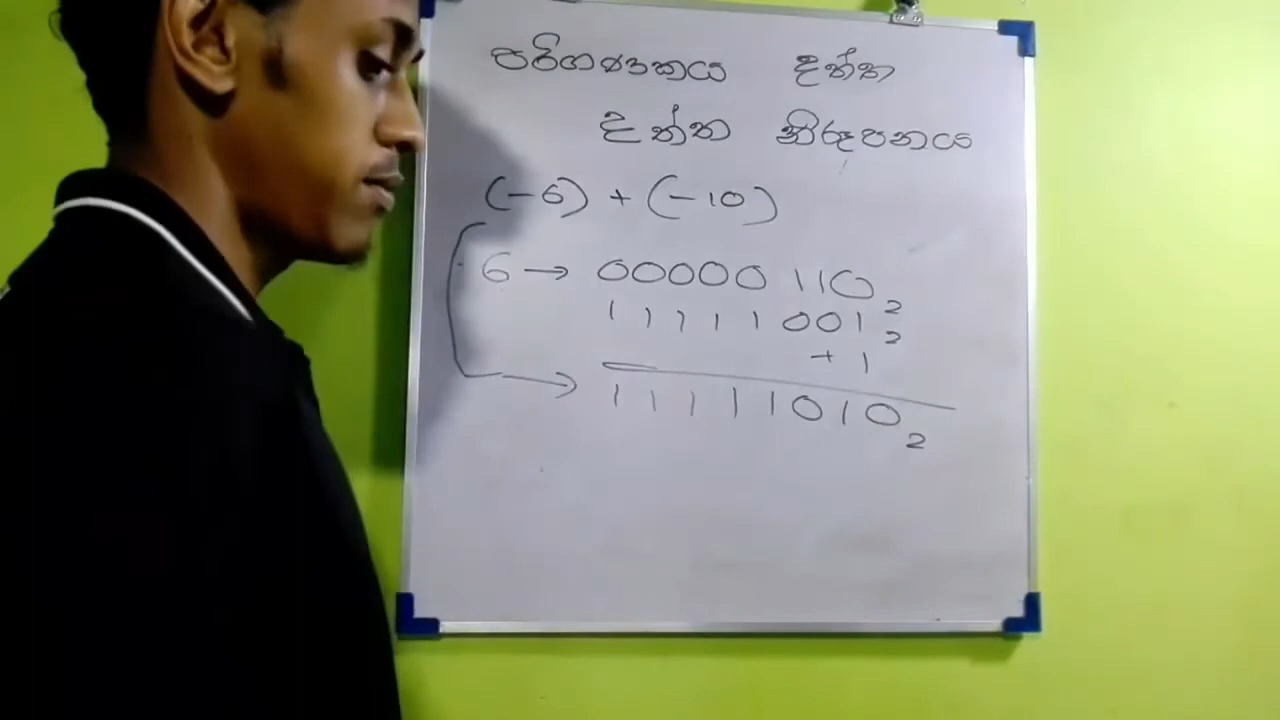 පරිගණකය දත්ත
දත්ත නිරූපනය
(-6) + (-10)
6 → 00000110₂
11111001₂
+ 1
→ 11111010₂